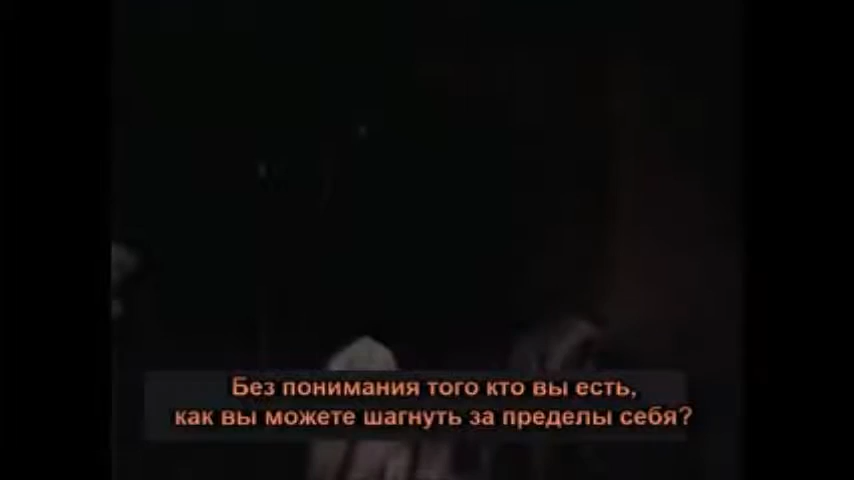 Без понимания того кто вы есть,
как вы можете шагнуть за пределы себя?